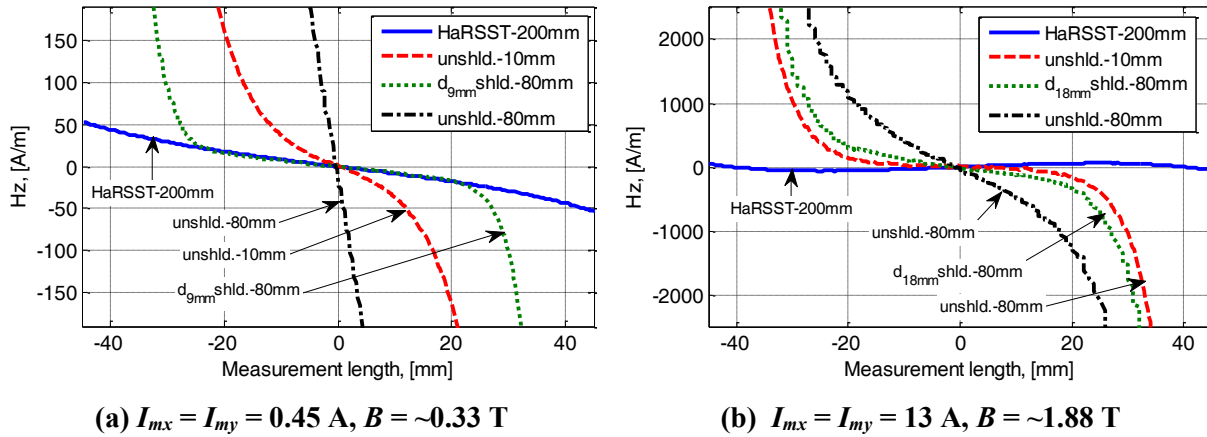 150
100
50
0
-50
-100
-150
Hz, [A/m]
HaRSST-200mm
unshld.-10mm
d9mmshld.-80mm
unshld.-80mm
HaRSST-200mm
unshld.-80mm
unshld.-10mm
d9mmshld.-80mm
-40 -20 0 20 40
Measurement length, [mm]
(a) Imx = Imy = 0.45 A, B = ~0.33 T
2000
1000
0
-1000
-2000
Hz, [A/m]
HaRSST-200mm
unshld.-10mm
d18mmshld.-80mm
unshld.-80mm
HaRSST-200mm
unshld.-80mm
d18mmshld.-80mm
unshld.-80mm
-40 -20 0 20 40
Measurement length, [mm]
(b) Imx = Imy = 13 A, B = ~1.88 T